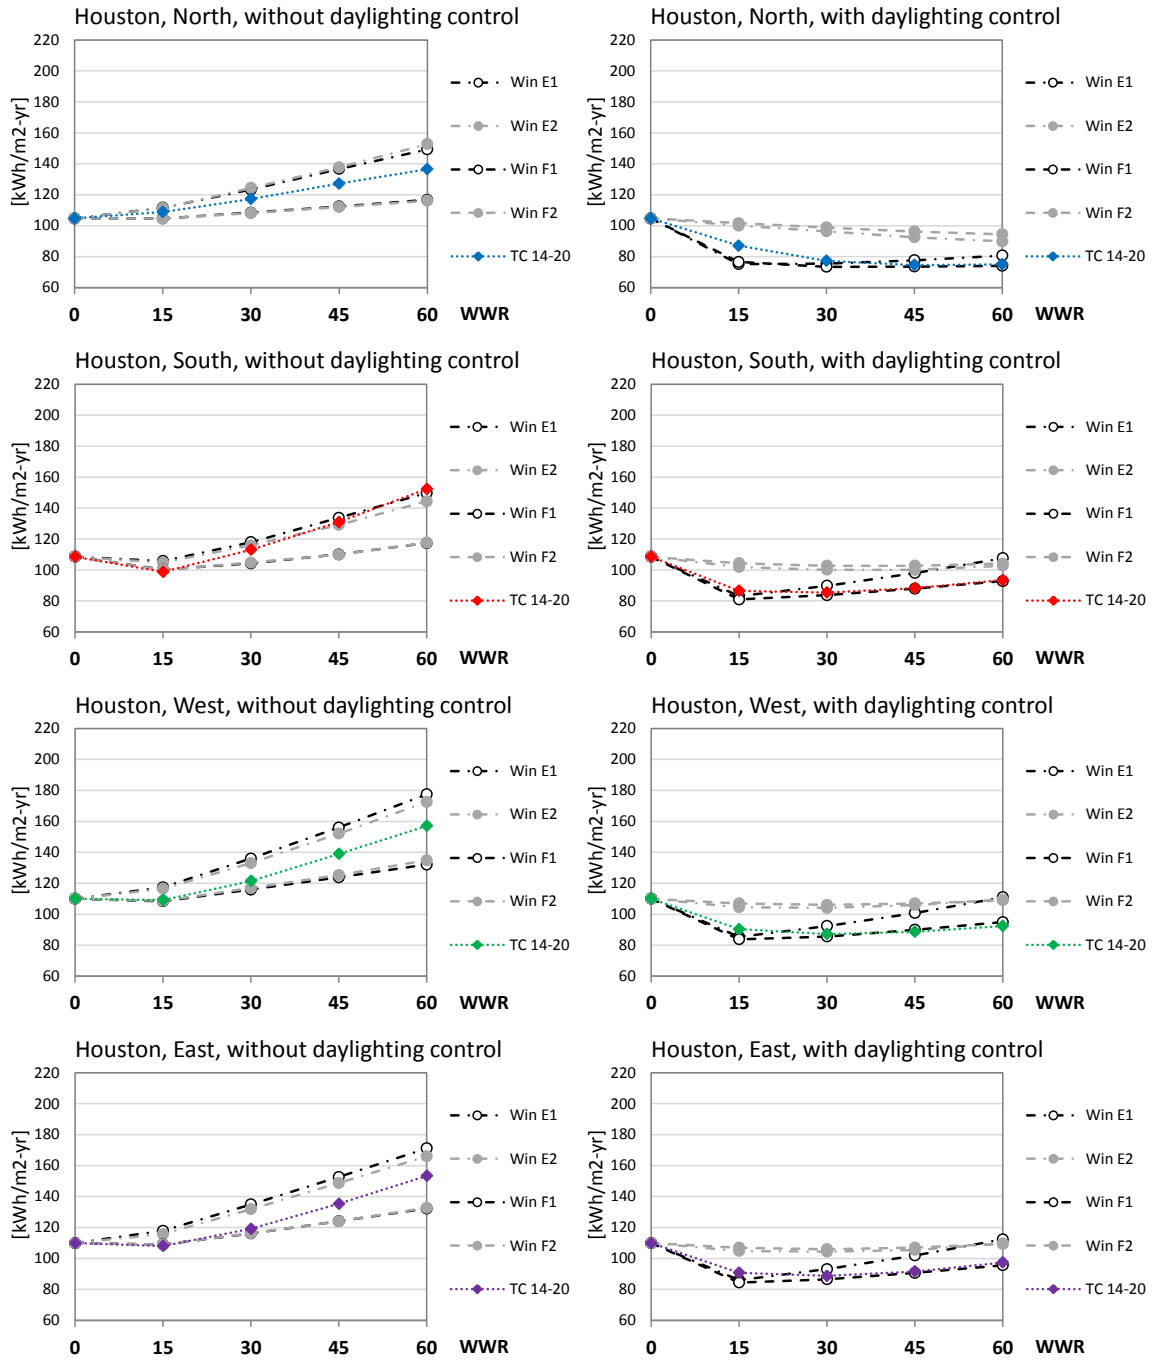 Houston, North, without daylighting control
[kWh/m2-yr]
220
200
180
160
140
120
100
80
60
0 15 30 45 60 WWR
Win E1
Win E2
Win F1
Win F2
TC 14-20
Houston, North, with daylighting control
220
200
180
160
140
120
100
80
60
0 15 30 45 60 WWR
Win E1
Win E2
Win F1
Win F2
TC 14-20
Houston, South, without daylighting control
[kWh/m2-yr]
220
200
180
160
140
120
100
80
60
0 15 30 45 60 WWR
Win E1
Win E2
Win F1
Win F2
TC 14-20
Houston, South, with daylighting control
220
200
180
160
140
120
100
80
60
0 15 30 45 60 WWR
Win E1
Win E2
Win F1
Win F2
TC 14-20
Houston, West, without daylighting control
[kWh/m2-yr]
220
200
180
160
140
120
100
80
60
0 15 30 45 60 WWR
Win E1
Win E2
Win F1
Win F2
TC 14-20
Houston, West, with daylighting control
220
200
180
160
140
120
100
80
60
0 15 30 45 60 WWR
Win E1
Win E2
Win F1
Win F2
TC 14-20
Houston, East, without daylighting control
[kWh/m2-yr]
220
200
180
160
140
120
100
80
60
0 15 30 45 60 WWR
Win E1
Win E2
Win F1
Win F2
TC 14-20
Houston, East, with daylighting control
220
200
180
160
140
120
100
80
60
0 15 30 45 60 WWR
Win E1
Win E2
Win F1
Win F2
TC 14-20